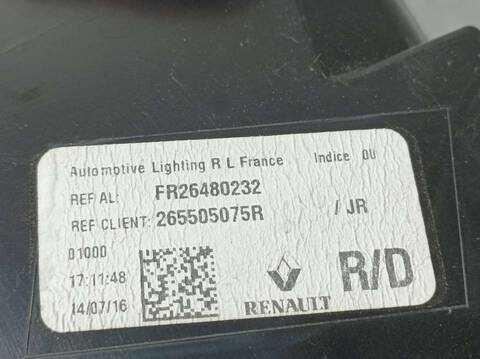 Automotive Lighting R L France Indice 0U
REF AL: FR26480232
REF CLIENT: 265505075R / JR
01000
17:11:48
14/07/16
RENAULT
R/D